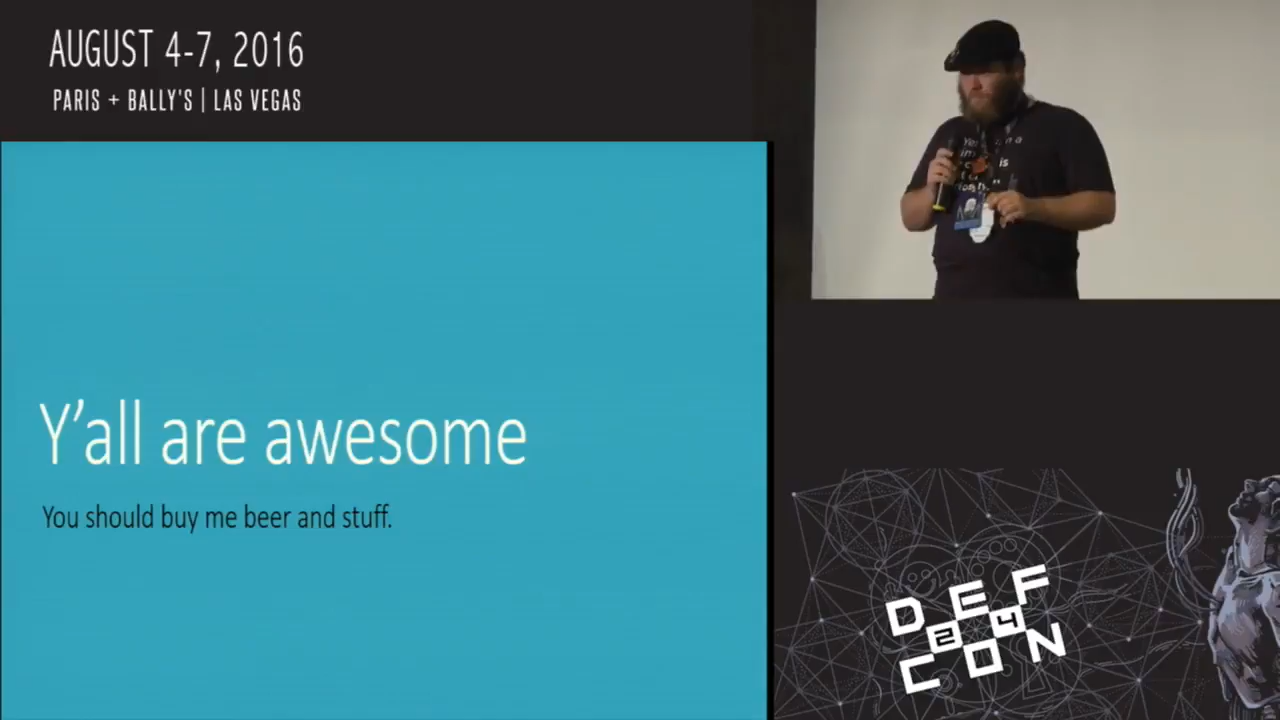 AUGUST 4-7, 2016
PARIS + BALLY'S | LAS VEGAS
Y'all are awesome
You should buy me beer and stuff.
DEF
24
CON